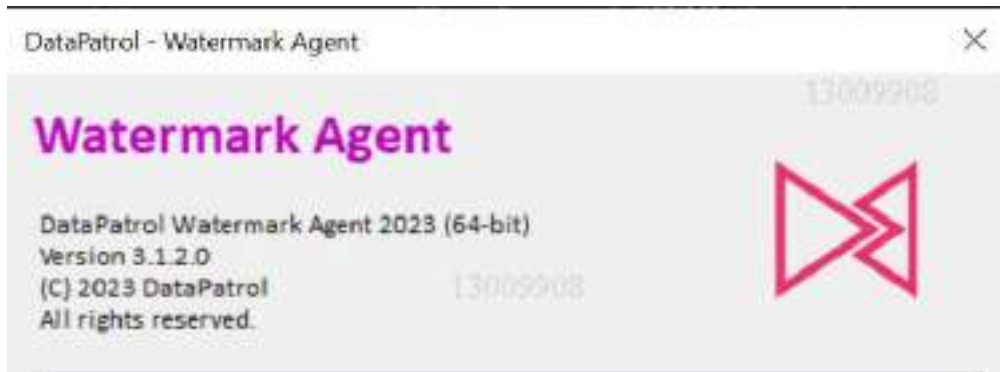 DataPatrol - Watermark Agent
13009908
Watermark Agent
DataPatrol Watermark Agent 2023 (64-bit)
Version 3.1.2.0
(C) 2023 DataPatrol
13009908
All rights reserved.